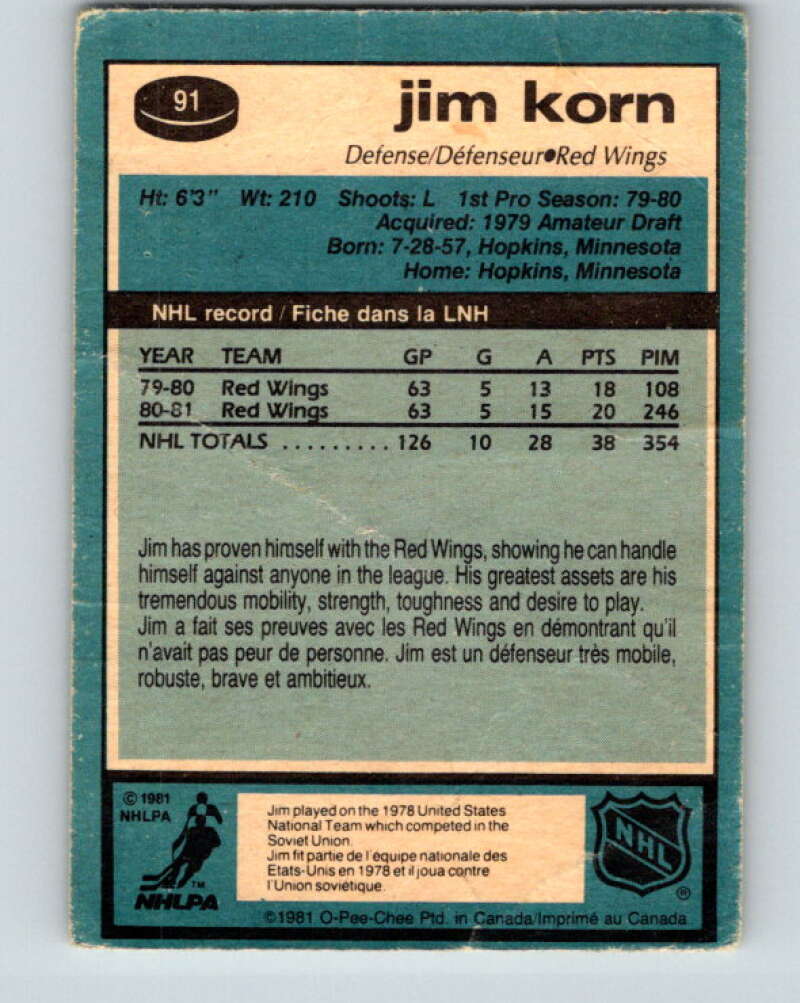 91
jim korn
Defense/Défenseur●Red Wings
Ht: 6'3" Wt: 210 Shoots: L 1st Pro Season: 79-80
Acquired: 1979 Amateur Draft
Born: 7-28-57, Hopkins, Minnesota
Home: Hopkins, Minnesota
NHL record / Fiche dans la LNH
YEAR TEAM GP G A PTS PIM
79-80 Red Wings 63 5 13 18 108
80-81 Red Wings 63 5 15 20 246
NHL TOTALS ......... 126 10 28 38 354
Jim has proven himself with the Red Wings, showing he can handle
himself against anyone in the league. His greatest assets are his
tremendous mobility, strength, toughness and desire to play.
Jim a fait ses preuves avec les Red Wings en démontrant qu'il
n'avait pas peur de personne. Jim est un défenseur très mobile,
robuste, brave et ambitieux.
© 1981
NHLPA
TM
NHLPA
Jim played on the 1978 United States
National Team which competed in the
Soviet Union.
Jim fit partie de l'équipe nationale des
Etats-Unis en 1978 et il joua contre
l'Union soviétique.
NHL
®
©1981 O-Pee-Chee Ptd. in Canada/Imprimé au Canada